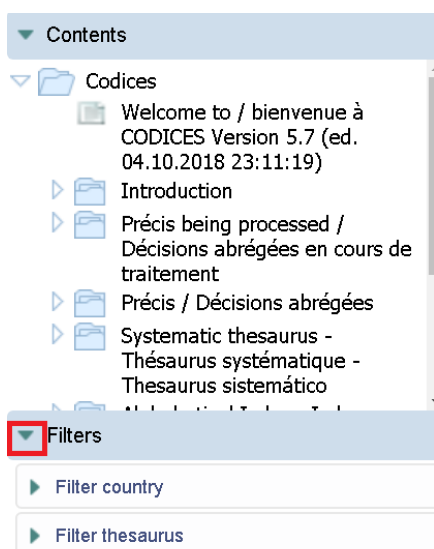 Contents
Codices
Welcome to / bienvenue à
CODICES Version 5.7 (ed.
04.10.2018 23:11:19)
Introduction
Précis being processed /
Décisions abrégées en cours de
traitement
Précis / Décisions abrégées
Systematic thesaurus -
Thésaurus systématique -
Thesaurus sistemático
Filters
Filter country
Filter thesaurus